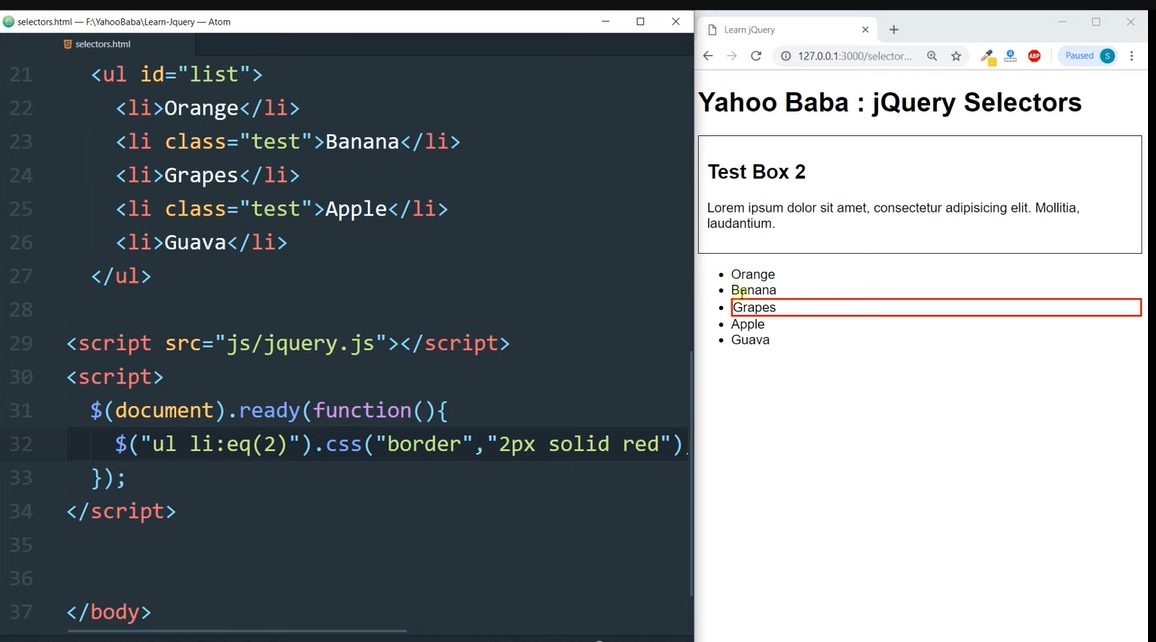 selectors.html — F:\YahooBaba\Learn-Jquery — Atom
selectors.html
21 <ul id="list">
22 <li>Orange</li>
23 <li class="test">Banana</li>
24 <li>Grapes</li>
25 <li class="test">Apple</li>
26 <li>Guava</li>
27 </ul>
28
29 <script src="js/jquery.js"></script>
30 <script>
31 $(document).ready(function(){
32 $("ul li:eq(2)").css("border","2px solid red")
33 });
34 </script>
35
36
37 </body>
Learn jQuery
127.0.0.1:3000/selector...
ABP
Paused
S
Yahoo Baba : jQuery Selectors
Test Box 2
Lorem ipsum dolor sit amet, consectetur adipisicing elit. Mollitia,
laudantium.
Orange
Banana
Grapes
Apple
Guava